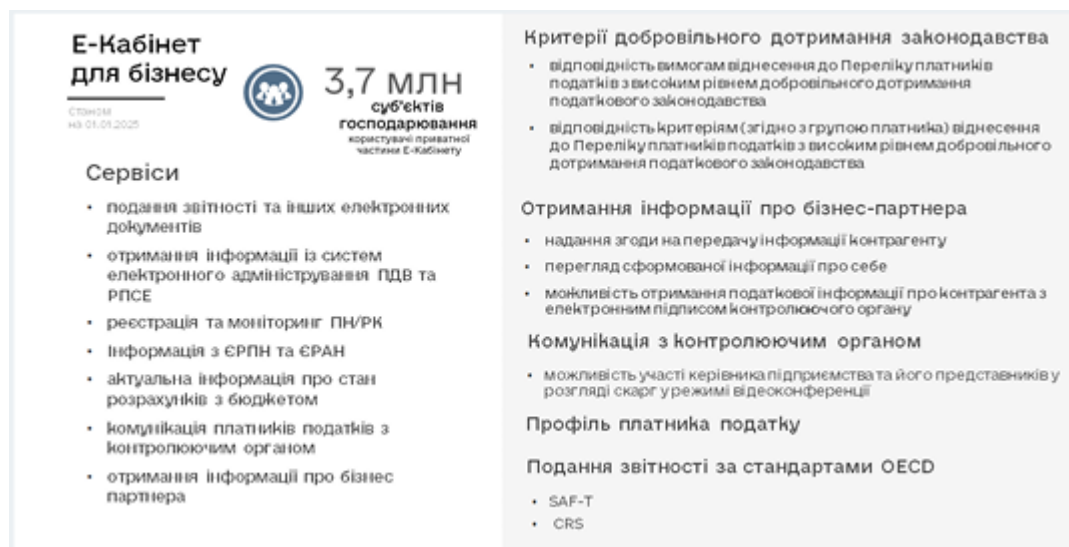 Е-Кабінет
для бізнесу
Станом
на 01.01.2025
3,7 МЛН
суб'єктів
господарювання
користувачі приватної
частини Е-Кабінету
Сервіси
• подання звітності та інших електронних
документів
• отримання інформації із систем
електронного адміністрування ПДВ та
РПСЕ
• реєстрація та моніторинг ПН/РК
• Інформація з ЄРПН та ЄРАН
• актуальна інформація про стан
розрахунків з бюджетом
• комунікація платників податків з
контролюючим органом
• отримання інформації про бізнес
партнера
Критерії добровільного дотримання законодавства
• відповідність вимогам віднесення до Переліку платників
податків з високим рівнем добровільного дотримання
податкового законодавства
• відповідність критеріям (згідно з групою платника) віднесення
до Переліку платників податків з високим рівнем добровільного
дотримання податкового законодавства
Отримання інформації про бізнес-партнера
• надання згоди на передачу інформації контрагенту
• перегляд сформованої інформації про себе
• можливість отримання податкової інформації про контрагента з
електронним підписом контролюючого органу
Комунікація з контролюючим органом
• можливість участі керівника підприємства та його представників у
розгляді скарг у режимі відеоконференції
Профіль платника податку
Подання звітності за стандартами OECD
• SAF-T
• CRS